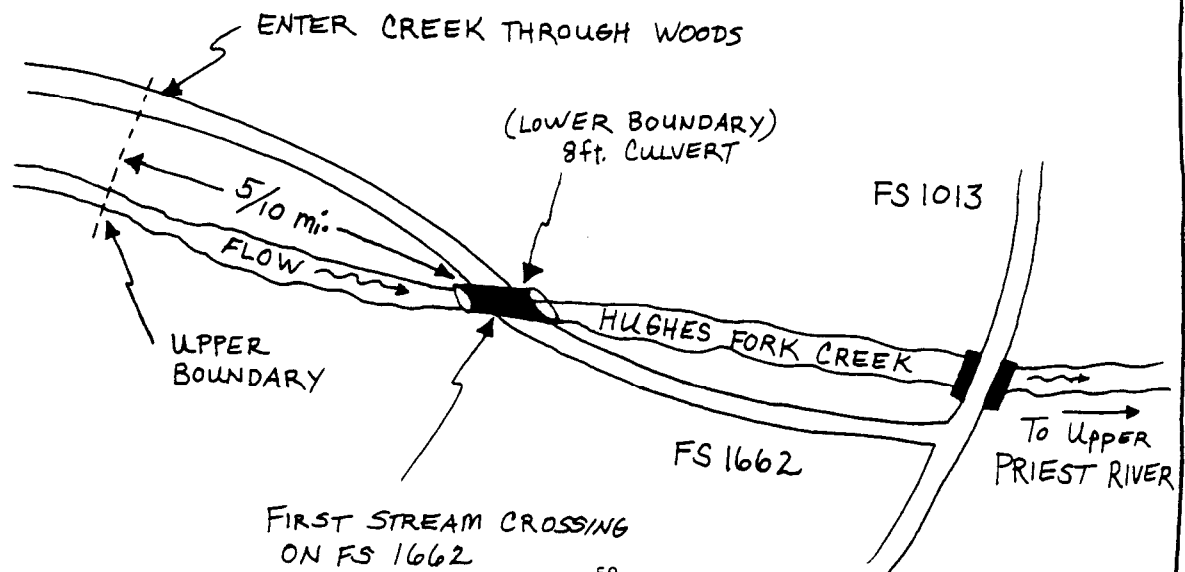 ENTER CREEK THROUGH WOODS
(LOWER BOUNDARY)
8ft. CULVERT
FS 1013
5/10 mi.
FLOW
HUGHES FORK CREEK
UPPER
BOUNDARY
FS 1662
TO UPPER
PRIEST RIVER
FIRST STREAM CROSSING
ON FS 1662